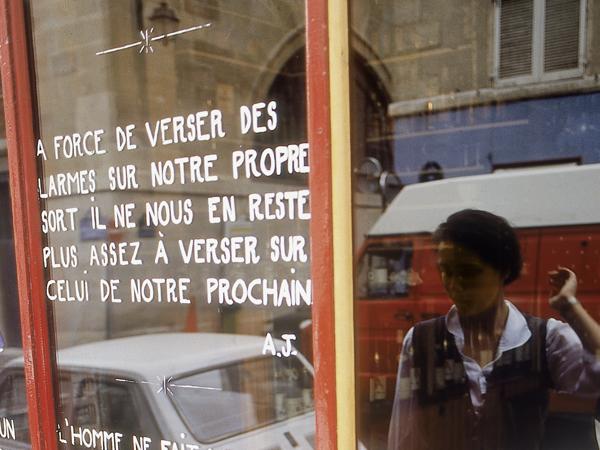 A FORCE DE VERSER DES
LARMES SUR NOTRE PROPRE
SORT iL NE NOUS EN RESTE
PLUS ASSEZ À VERSER SUR
CELUi DE NOTRE PROCHAIN
A.J.
UN
L'HOMME NE FAIT